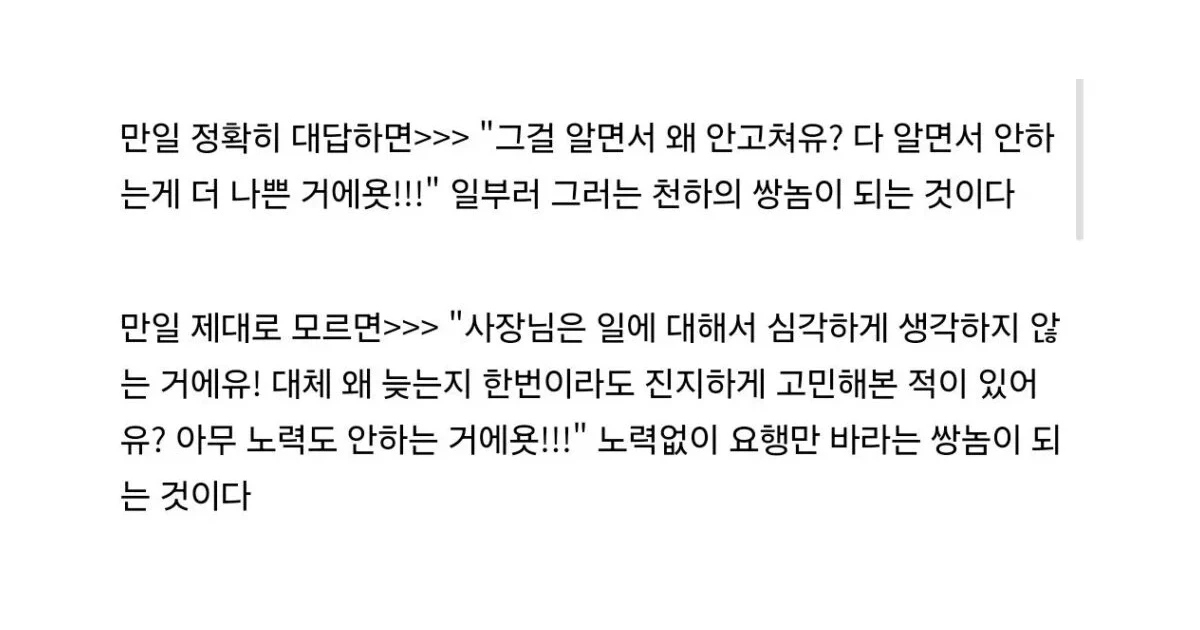 만일 정확히 대답하면>>> "그걸 알면서 왜 안고쳐유? 다 알면서 안하
는게 더 나쁜 거에욧!!!" 일부러 그러는 천하의 쌍놈이 되는 것이다
만일 제대로 모르면>>> "사장님은 일에 대해서 심각하게 생각하지 않
는 거에유! 대체 왜 늦는지 한번이라도 진지하게 고민해본 적이 있어
유? 아무 노력도 안하는 거에욧!!!" 노력없이 요행만 바라는 쌍놈이 되
는 것이다